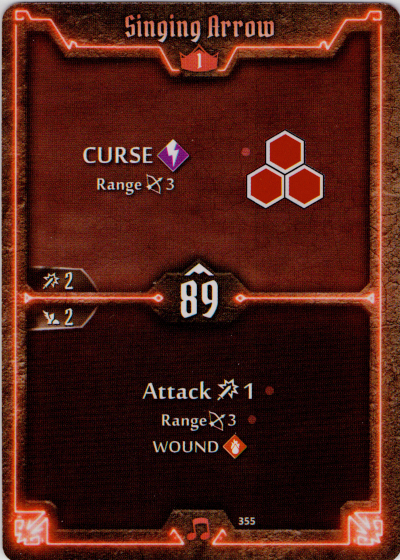 Singing Arrow
1
CURSE
Range 3
2
89
2
Attack 1
Range 3
WOUND
355